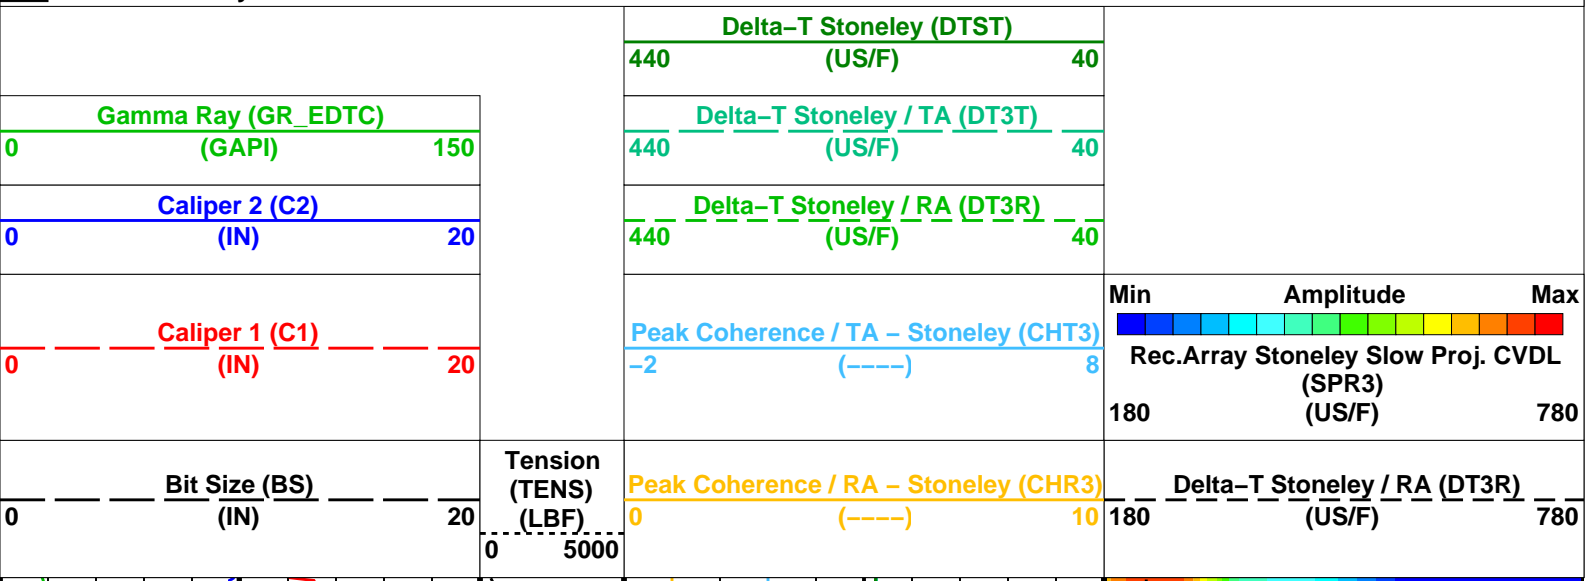 Delta−T Stoneley (DTST)
440 (US/F) 40
Gamma Ray (GR_EDTC)
0 (GAPI) 150
Delta−T Stoneley / TA (DT3T)
440 (US/F) 40
Caliper 2 (C2)
0 (IN) 20
Delta−T Stoneley / RA (DT3R)
440 (US/F) 40
Caliper 1 (C1)
0 (IN) 20
Peak Coherence / TA − Stoneley (CHT3)
−2 (−−−−) 8
Min Amplitude Max
Rec.Array Stoneley Slow Proj. CVDL
(SPR3)
180 (US/F) 780
Bit Size (BS)
0 (IN) 20
Tension
(TENS)
(LBF)
0 5000
Peak Coherence / RA − Stoneley (CHR3)
0 (−−−−) 10
Delta−T Stoneley / RA (DT3R)
180 (US/F) 780